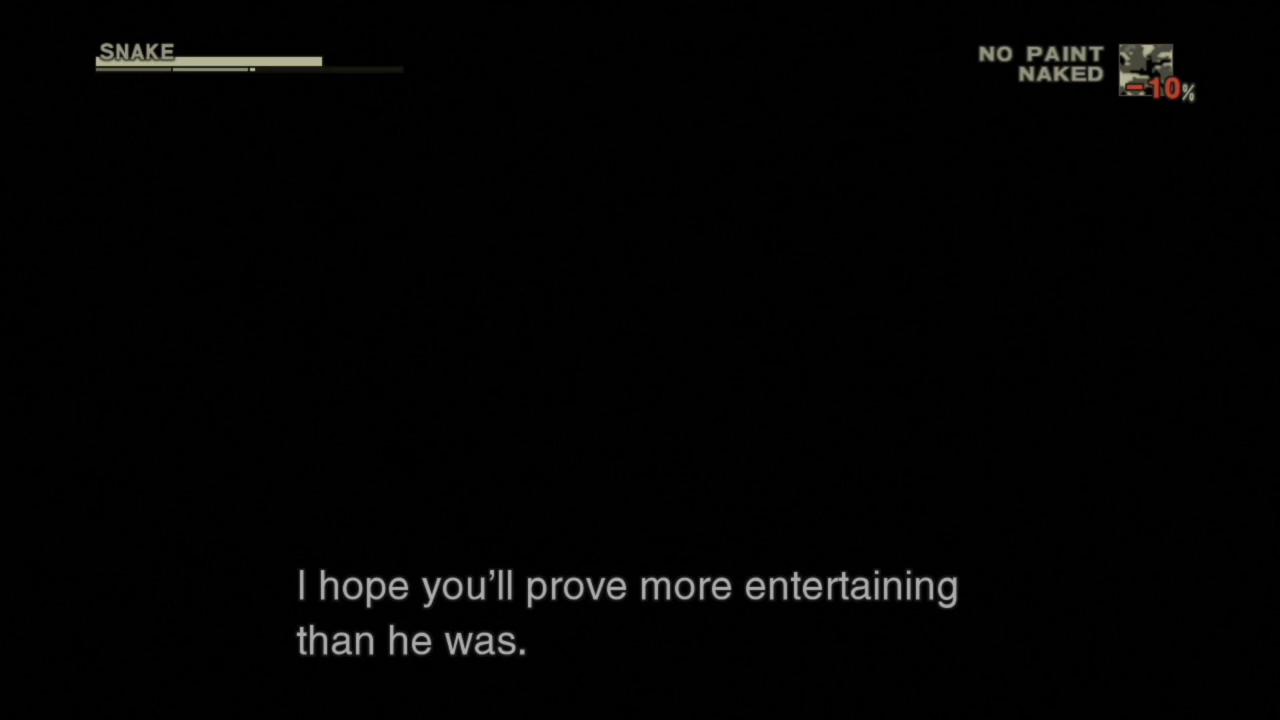 SNAKE
NO PAINT
NAKED
-10%
I hope you'll prove more entertaining
than he was.